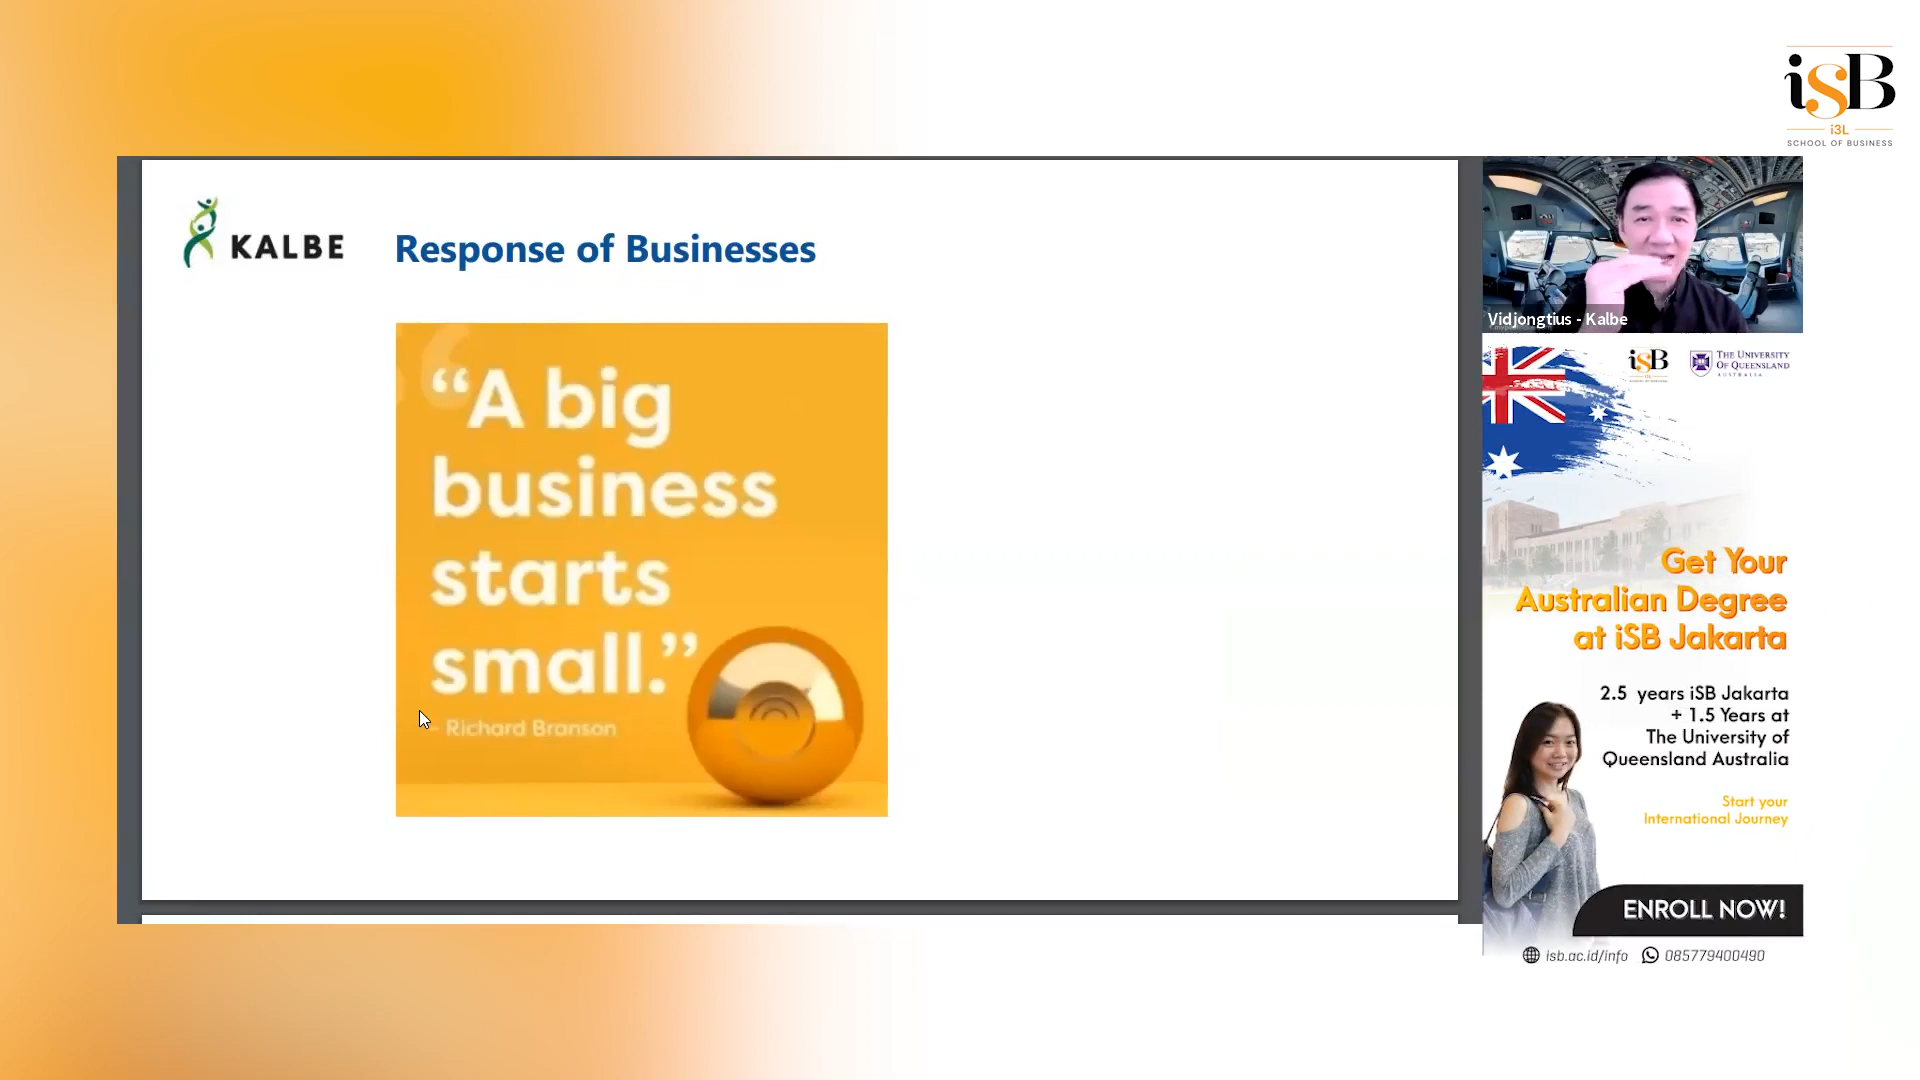 iSB
i3L
SCHOOL OF BUSINESS
KALBE
Response of Businesses
“A big
business
starts
small.”
- Richard Branson
Vidjongtius - Kalbe
iSB
THE UNIVERSITY
OF QUEENSLAND
AUSTRALIA
Get Your
Australian Degree
at iSB Jakarta
2.5 years iSB Jakarta
+ 1.5 Years at
The University of
Queensland Australia
Start your
International Journey
ENROLL NOW!
isb.ac.id/info 085779400490